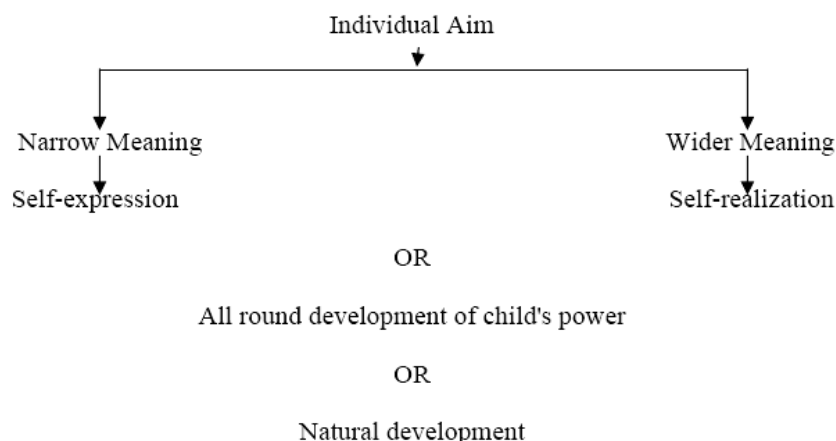 Individual Aim
Narrow Meaning Wider Meaning
Self-expression Self-realization
OR
All round development of child's power
OR
Natural development